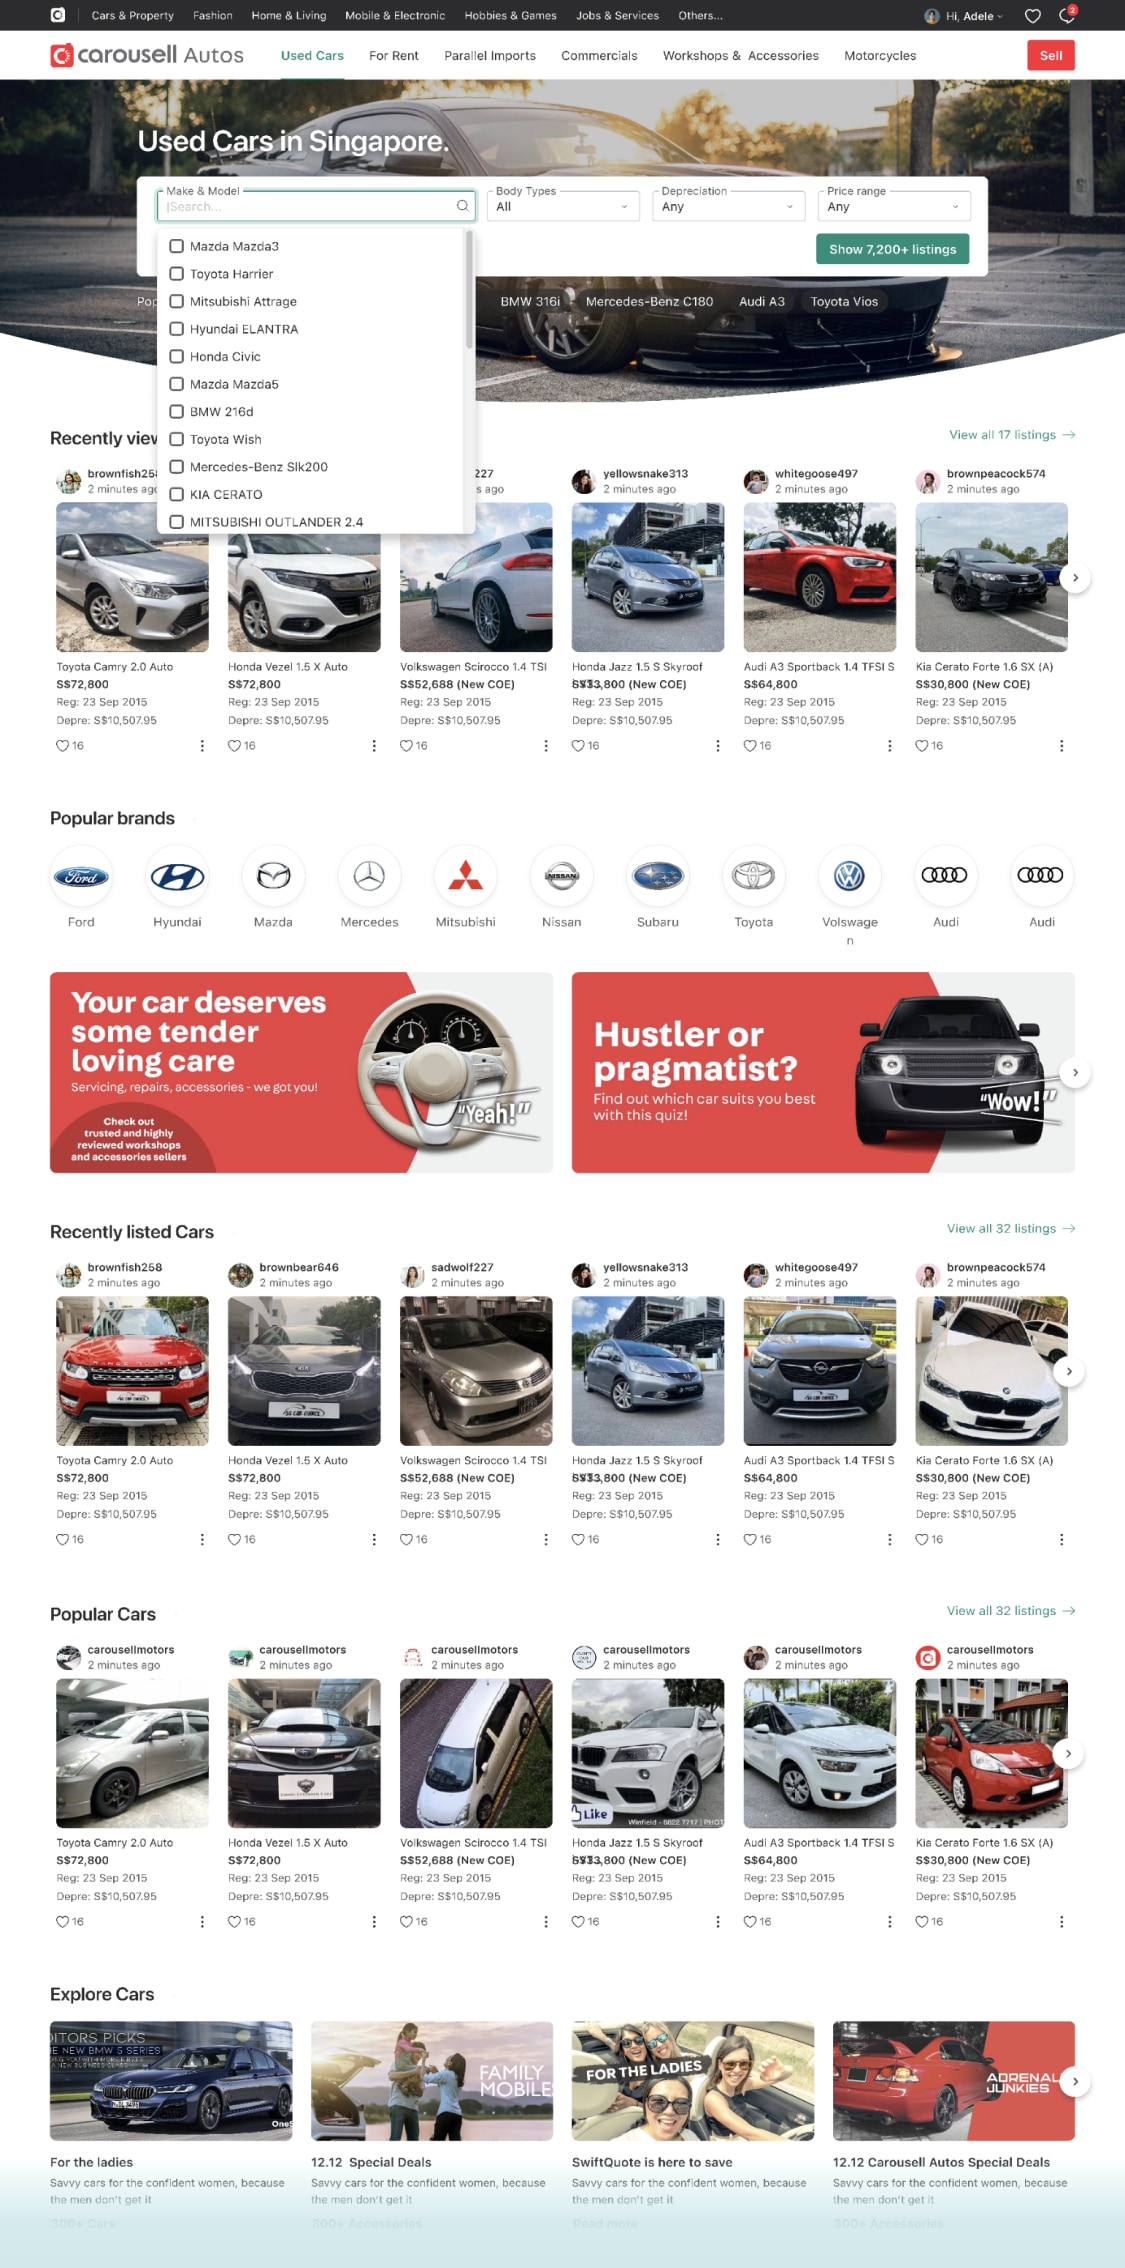 Cars & Property Fashion Home & Living Mobile & Electronic Hobbies & Games Jobs & Services Others... Hi, Adele 2
carousell Autos Used Cars For Rent Parallel Imports Commercials Workshops & Accessories Motorcycles Sell
Used Cars in Singapore.
Make & Model Body Types Depreciation Price range
Search... All Any Any
Show 7,200+ listings
Mazda Mazda3
Toyota Harrier
Mitsubishi Attrage
Hyundai ELANTRA
Honda Civic
Mazda Mazda5
BMW 216d
Toyota Wish
Mercedes-Benz Slk200
KIA CERATO
MITSUBISHI OUTLANDER 2.4
Pop BMW 316i Mercedes-Benz C180 Audi A3 Toyota Vios
Recently view View all 17 listings
brownfish258 227 yellowsnake313 whitegoose497 brownpeacock574
2 minutes ago s ago 2 minutes ago 2 minutes ago 2 minutes ago
Toyota Camry 2.0 Auto Honda Vezel 1.5 X Auto Volkswagen Scirocco 1.4 TSI Honda Jazz 1.5 S Skyroof Audi A3 Sportback 1.4 TFSI S Kia Cerato Forte 1.6 SX (A)
S$72,800 S$72,800 S$52,688 (New COE) S$33,800 (New COE) S$64,800 S$30,800 (New COE)
Reg: 23 Sep 2015 Reg: 23 Sep 2015 Reg: 23 Sep 2015 Reg: 23 Sep 2015 Reg: 23 Sep 2015 Reg: 23 Sep 2015
Depre: S$10,507.95 Depre: S$10,507.95 Depre: S$10,507.95 Depre: S$10,507.95 Depre: S$10,507.95 Depre: S$10,507.95
16 16 16 16 16 16
Popular brands
Ford NISSAN
Ford Hyundai Mazda Mercedes Mitsubishi Nissan Subaru Toyota Volswage Audi Audi
n
Your car deserves
some tender
loving care
Servicing, repairs, accessories - we got you!
Check out
trusted and highly
reviewed workshops
and accessories sellers
"Yeah!"
Hustler or
pragmatist?
Find out which car suits you best
with this quiz!
"Wow!"
Recently listed Cars View all 32 listings
brownfish258 brownbear646 sadwolf227 yellowsnake313 whitegoose497 brownpeacock574
2 minutes ago 2 minutes ago 2 minutes ago 2 minutes ago 2 minutes ago 2 minutes ago
Toyota Camry 2.0 Auto Honda Vezel 1.5 X Auto Volkswagen Scirocco 1.4 TSI Honda Jazz 1.5 S Skyroof Audi A3 Sportback 1.4 TFSI S Kia Cerato Forte 1.6 SX (A)
S$72,800 S$72,800 S$52,688 (New COE) S$33,800 (New COE) S$64,800 S$30,800 (New COE)
Reg: 23 Sep 2015 Reg: 23 Sep 2015 Reg: 23 Sep 2015 Reg: 23 Sep 2015 Reg: 23 Sep 2015 Reg: 23 Sep 2015
Depre: S$10,507.95 Depre: S$10,507.95 Depre: S$10,507.95 Depre: S$10,507.95 Depre: S$10,507.95 Depre: S$10,507.95
16 16 16 16 16 16
Popular Cars View all 32 listings
carousellmotors carousellmotors carousellmotors carousellmotors carousellmotors carousellmotors
2 minutes ago 2 minutes ago 2 minutes ago 2 minutes ago 2 minutes ago 2 minutes ago
Like
Winfield - 6822 7717 | PHOT
Toyota Camry 2.0 Auto Honda Vezel 1.5 X Auto Volkswagen Scirocco 1.4 TSI Honda Jazz 1.5 S Skyroof Audi A3 Sportback 1.4 TFSI S Kia Cerato Forte 1.6 SX (A)
S$72,800 S$72,800 S$52,688 (New COE) S$33,800 (New COE) S$64,800 S$30,800 (New COE)
Reg: 23 Sep 2015 Reg: 23 Sep 2015 Reg: 23 Sep 2015 Reg: 23 Sep 2015 Reg: 23 Sep 2015 Reg: 23 Sep 2015
Depre: S$10,507.95 Depre: S$10,507.95 Depre: S$10,507.95 Depre: S$10,507.95 Depre: S$10,507.95 Depre: S$10,507.95
16 16 16 16 16 16
Explore Cars
DITORS PICKS
E NEW BMW 5 SERIES
OneS
FAMILY
MOBILES
FOR THE LADIES
ADRENAL
JUNKIES
For the ladies 12.12 Special Deals SwiftQuote is here to save 12.12 Carousell Autos Special Deals
Savvy cars for the confident women, because Savvy cars for the confident women, because Savvy cars for the confident women, because Savvy cars for the confident women, because
the men don't get it the men don't get it the men don't get it the men don't get it
300+ Cars 300+ Accessories Read more 300+ Accessories